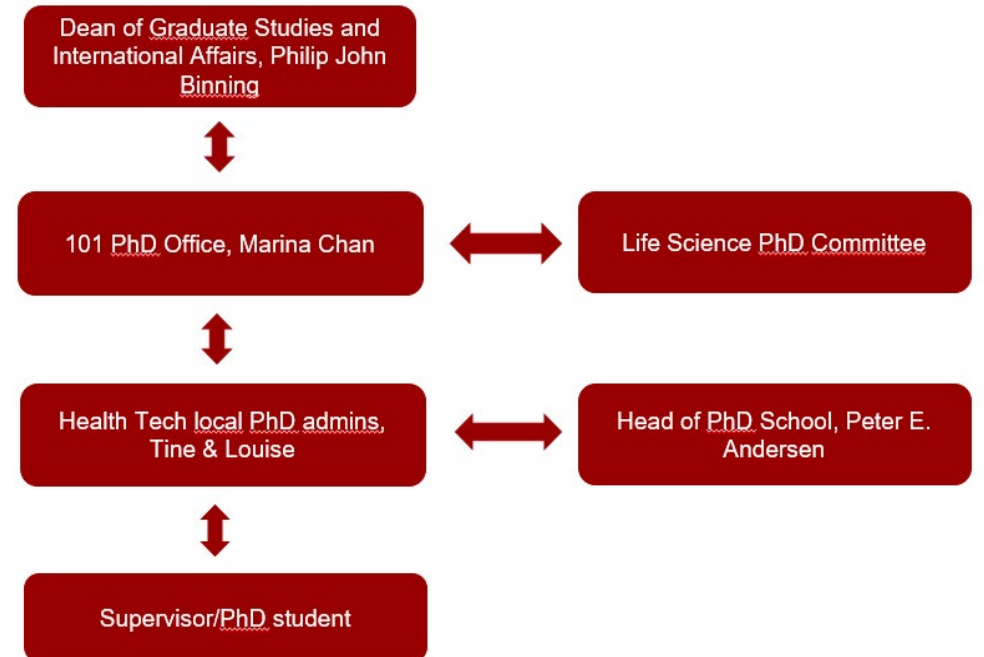 Dean of Graduate Studies and
International Affairs, Philip John
Binning
101 PhD Office, Marina Chan
Life Science PhD Committee
Health Tech local PhD admins,
Tine & Louise
Head of PhD School, Peter E.
Andersen
Supervisor/PhD student